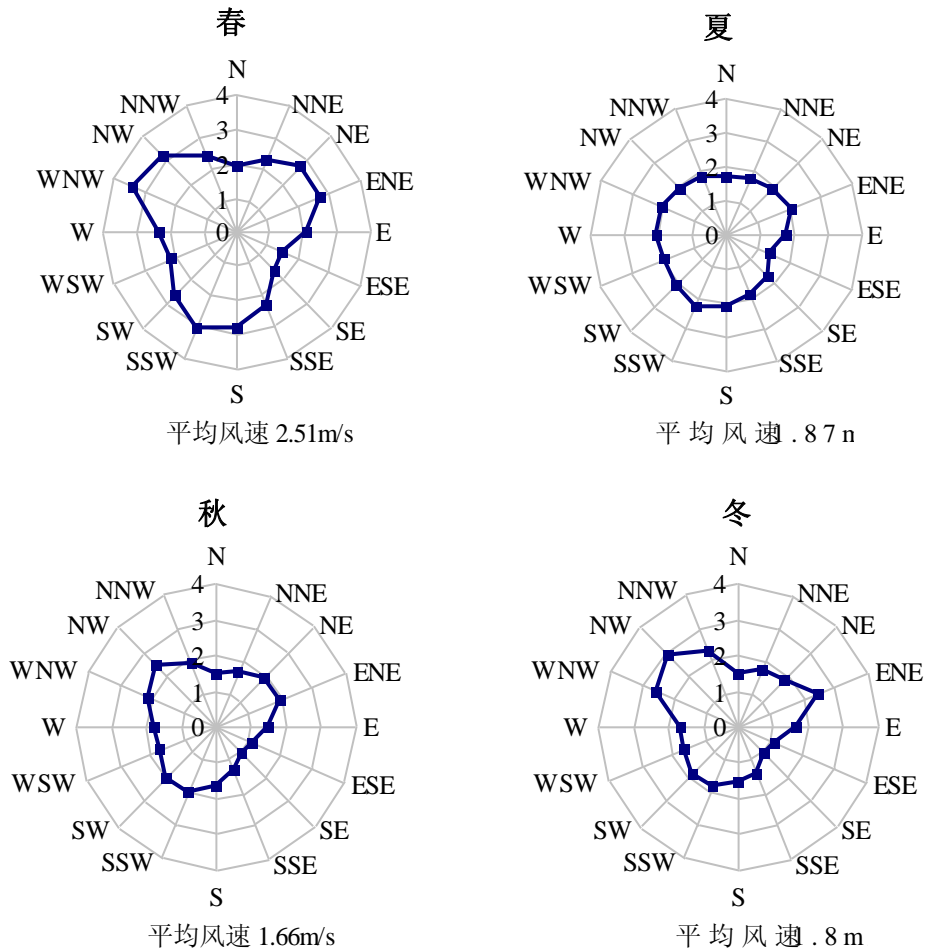 春
N
NNW NNE
NW NE
WNW ENE
W E
WSW ESE
SW SE
SSW SSE
S
4
3
2
1
0
平均风速 2.51m/s
夏
N
NNW NNE
NW NE
WNW ENE
W E
WSW ESE
SW SE
SSW SSE
S
4
3
2
1
0
平均风速1.87n
秋
N
NNW NNE
NW NE
WNW ENE
W E
WSW ESE
SW SE
SSW SSE
S
4
3
2
1
0
平均风速 1.66m/s
冬
N
NNW NNE
NW NE
WNW ENE
W E
WSW ESE
SW SE
SSW SSE
S
4
3
2
1
0
平均风速1.8m